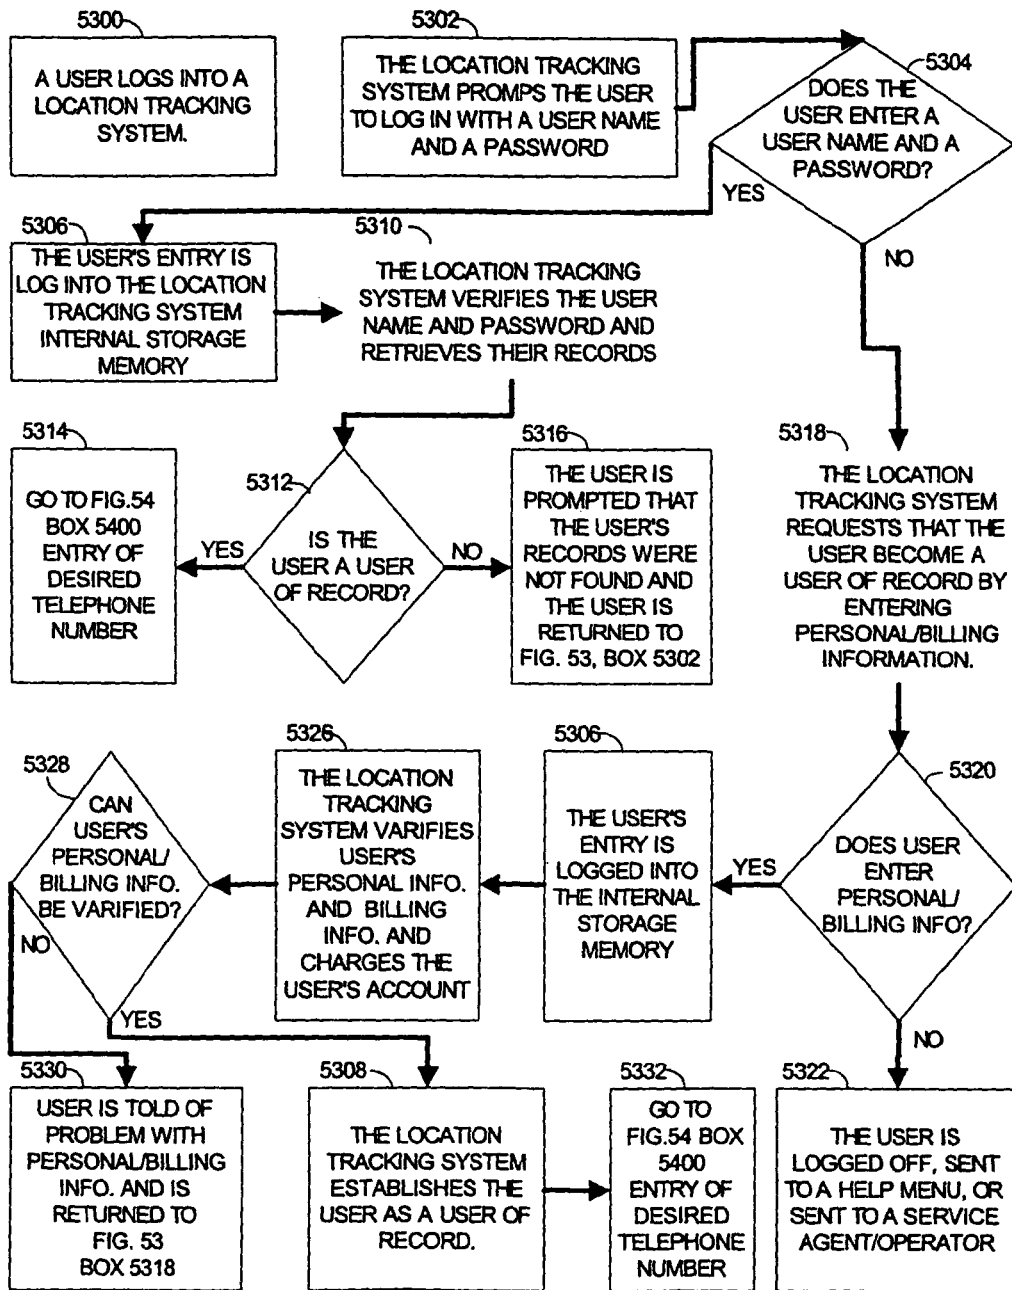 5300
A USER LOGS INTO A
LOCATION TRACKING
SYSTEM.
5302
THE LOCATION TRACKING
SYSTEM PROMPS THE USER
TO LOG IN WITH A USER NAME
AND A PASSWORD
5304
DOES THE
USER ENTER A
USER NAME AND A
PASSWORD?
YES
NO
5306
THE USER'S ENTRY IS
LOG INTO THE LOCATION
TRACKING SYSTEM
INTERNAL STORAGE
MEMORY
5310
THE LOCATION TRACKING
SYSTEM VERIFIES THE USER
NAME AND PASSWORD AND
RETRIEVES THEIR RECORDS
5314
GO TO FIG.54
BOX 5400
ENTRY OF
DESIRED
TELEPHONE
NUMBER
YES
5312
IS THE
USER A USER
OF RECORD?
NO
5316
THE USER IS
PROMPTED THAT
THE USER'S
RECORDS WERE
NOT FOUND AND
THE USER IS
RETURNED TO
FIG. 53, BOX 5302
5318
THE LOCATION
TRACKING SYSTEM
REQUESTS THAT THE
USER BECOME A
USER OF RECORD BY
ENTERING
PERSONAL/BILLING
INFORMATION.
5328
CAN
USER'S
PERSONAL/
BILLING INFO.
BE VARIFIED?
NO
YES
5326
THE LOCATION
TRACKING
SYSTEM VARIFIES
USER'S
PERSONAL INFO.
AND BILLING
INFO. AND
CHARGES THE
USER'S ACCOUNT
5306
THE USER'S
ENTRY IS
LOGGED INTO
THE INTERNAL
STORAGE
MEMORY
YES
5320
DOES USER
ENTER
PERSONAL/
BILLING INFO?
NO
5330
USER IS TOLD OF
PROBLEM WITH
PERSONAL/BILLING
INFO. AND IS
RETURNED TO
FIG. 53
BOX 5318
5308
THE LOCATION
TRACKING SYSTEM
ESTABLISHES THE
USER AS A USER OF
RECORD.
5332
GO TO
FIG.54 BOX
5400
ENTRY OF
DESIRED
TELEPHONE
NUMBER
5322
THE USER IS
LOGGED OFF, SENT
TO A HELP MENU, OR
SENT TO A SERVICE
AGENT/OPERATOR